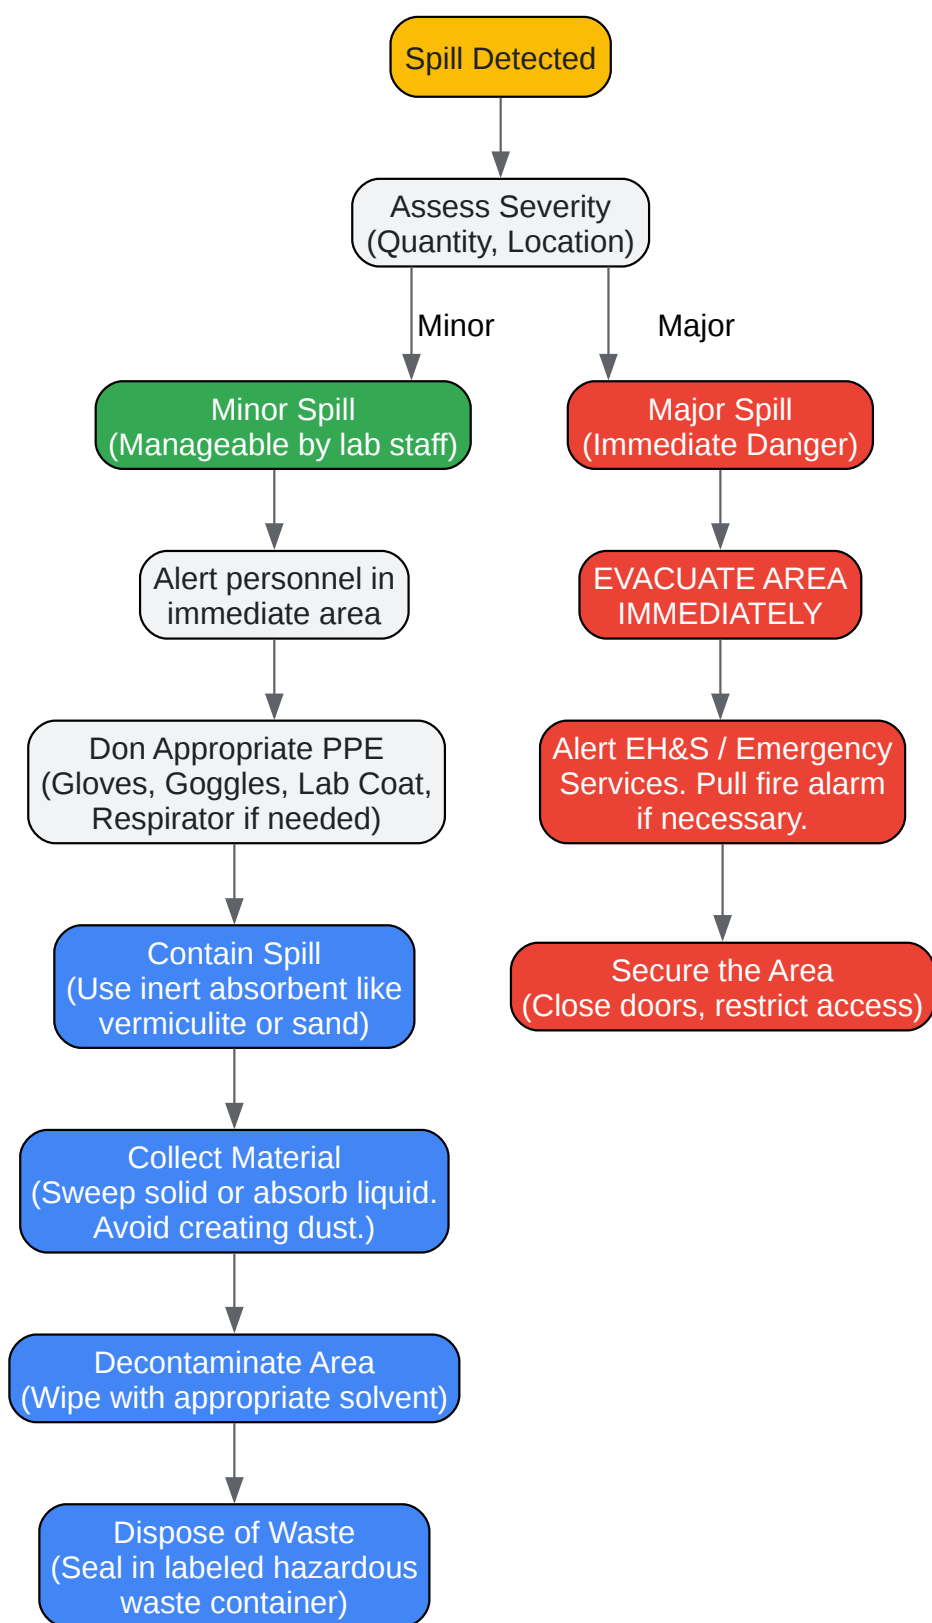 Spill Detected
Assess Severity
(Quantity, Location)
Minor
Major
Minor Spill
(Manageable by lab staff)
Major Spill
(Immediate Danger)
Alert personnel in
immediate area
EVACUATE AREA
IMMEDIATELY
Don Appropriate PPE
(Gloves, Goggles, Lab Coat,
Respirator if needed)
Alert EH&S / Emergency
Services. Pull fire alarm
if necessary.
Contain Spill
(Use inert absorbent like
vermiculite or sand)
Secure the Area
(Close doors, restrict access)
Collect Material
(Sweep solid or absorb liquid.
Avoid creating dust.)
Decontaminate Area
(Wipe with appropriate solvent)
Dispose of Waste
(Seal in labeled hazardous
waste container)